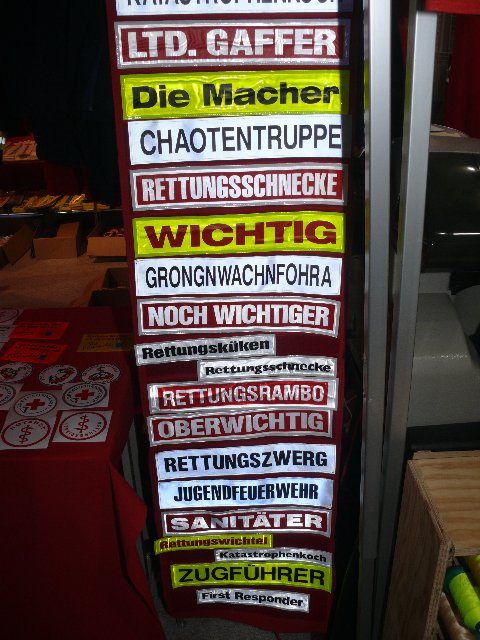 KATASTROPHENKOCH
LTD. GAFFER
Die Macher
CHAOTENTRUPPE
RETTUNGSSCHNECKE
WICHTIG
GRONGNWACHNFOHRA
NOCH WICHTIGER
Rettungsküken
Rettungsschnecke
RETTUNGSRAMBO
OBERWICHTIG
RETTUNGSZWERG
JUGENDFEUERWEHR
SANITÄTER
Rettungswichtel
Katastrophenkoch
ZUGFÜHRER
First Responder